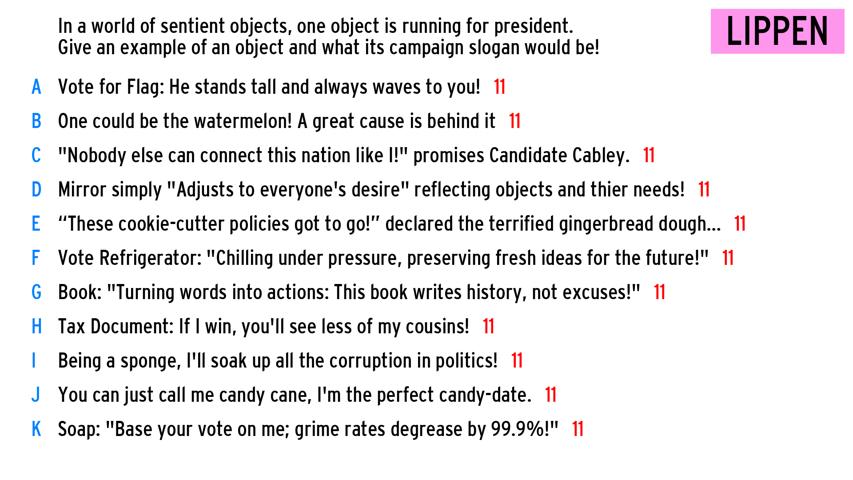 In a world of sentient objects, one object is running for president.
Give an example of an object and what its campaign slogan would be!
LIPPEN
A Vote for Flag: He stands tall and always waves to you! 11
B One could be the watermelon! A great cause is behind it 11
C "Nobody else can connect this nation like I!" promises Candidate Cabley. 11
D Mirror simply "Adjusts to everyone's desire" reflecting objects and thier needs! 11
E “These cookie-cutter policies got to go!” declared the terrified gingerbread dough... 11
F Vote Refrigerator: "Chilling under pressure, preserving fresh ideas for the future!" 11
G Book: "Turning words into actions: This book writes history, not excuses!" 11
H Tax Document: If I win, you'll see less of my cousins! 11
I Being a sponge, I'll soak up all the corruption in politics! 11
J You can just call me candy cane, I'm the perfect candy-date. 11
K Soap: "Base your vote on me; grime rates degrease by 99.9%!" 11